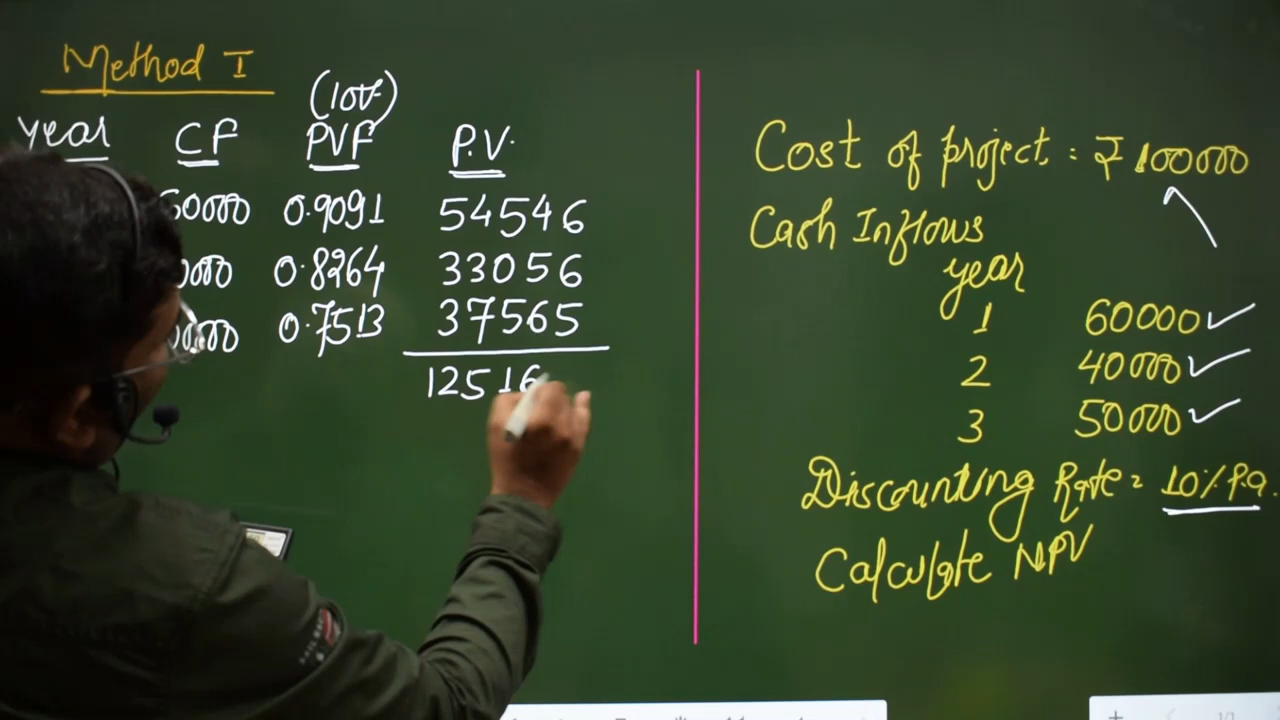 Method I
(10%)
Year CF PVF P.V.
60000 0.9091 54546
0.8264 33056
0.7513 37565
12516
Cost of project = ₹ 100000
Cash Inflows
year
1 60000
2 40000
3 50000
Discounting Rate = 10% P.a.
Calculate NPV